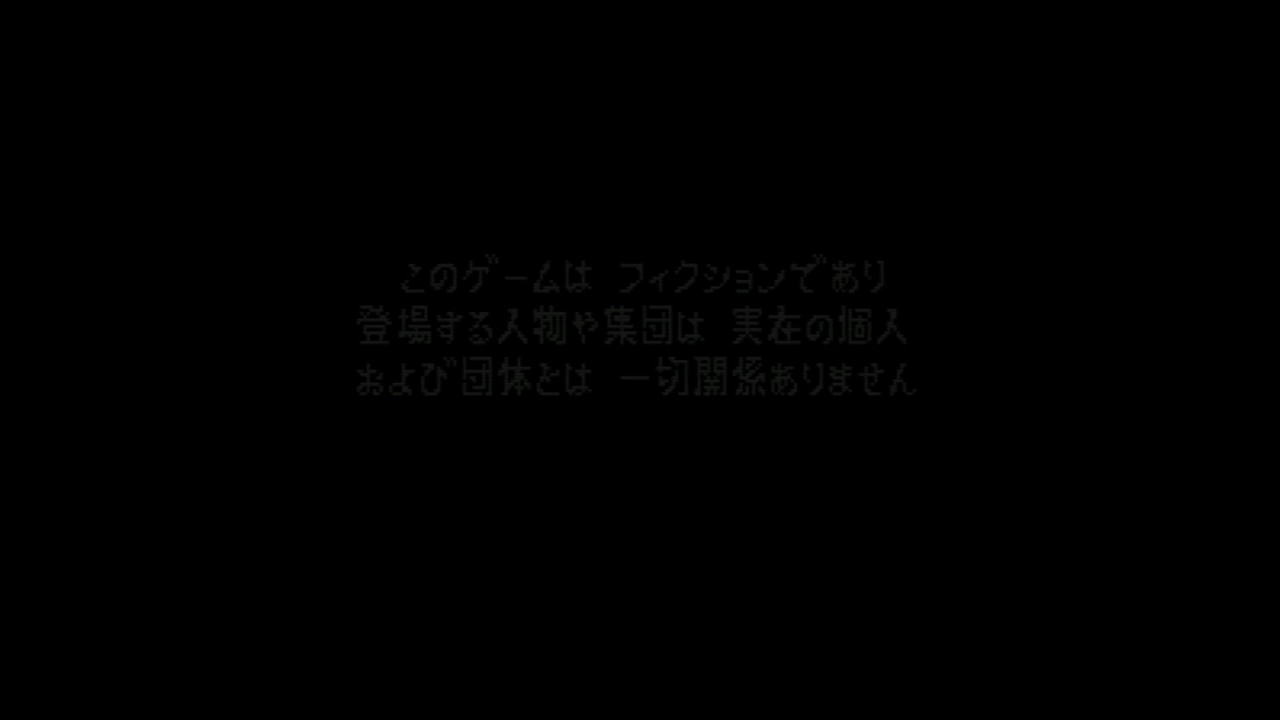 このゲームは フィクションであり
登場する人物や集団は 実在の個人
および団体とは 一切関係ありません